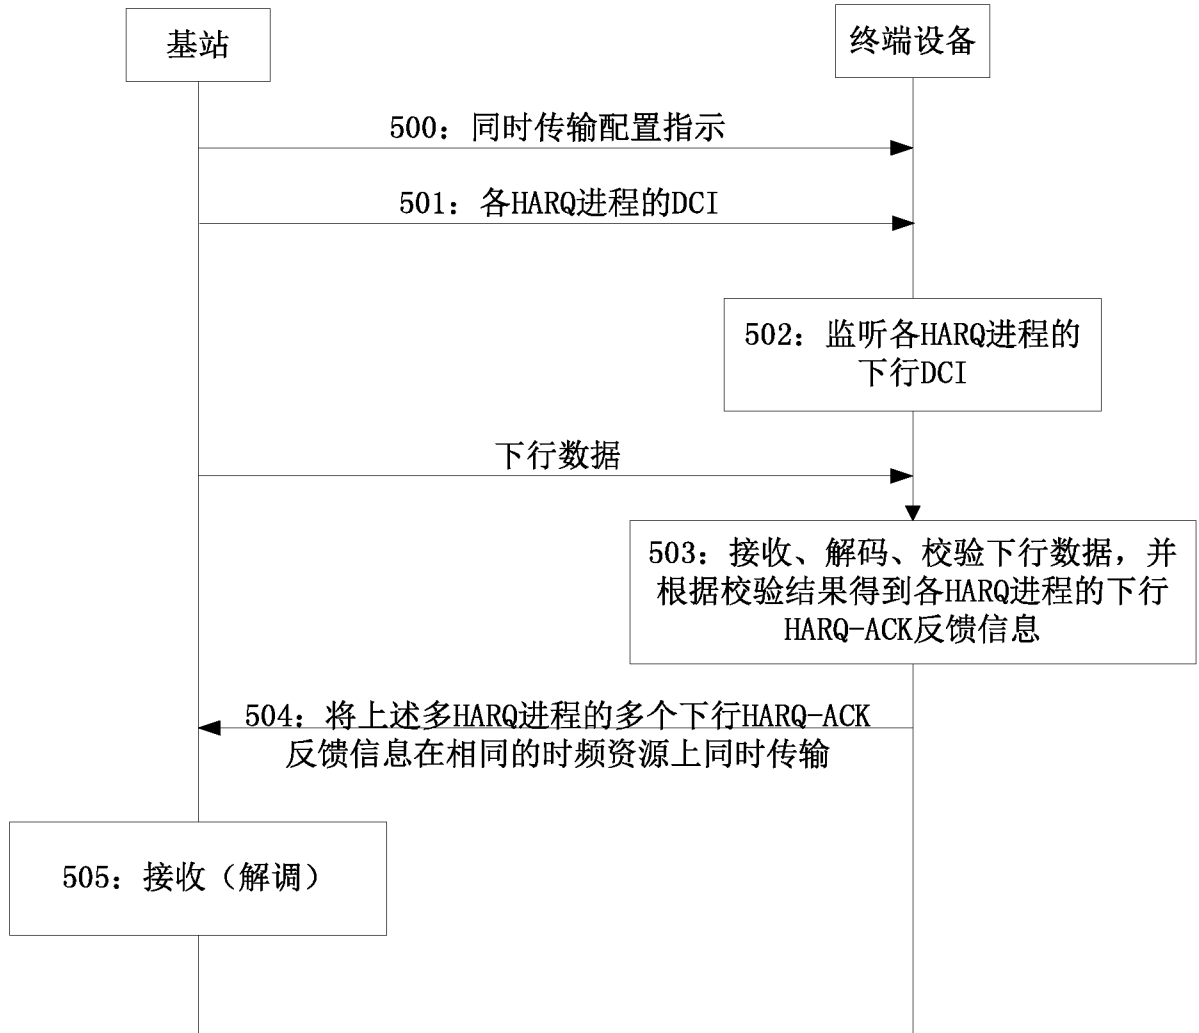 基站
终端设备
500：同时传输配置指示
501：各HARQ进程的DCI
502：监听各HARQ进程的
下行DCI
下行数据
503：接收、解码、校验下行数据，并
根据校验结果得到各HARQ进程的下行
HARQ-ACK反馈信息
504：将上述多HARQ进程的多个下行HARQ-ACK
反馈信息在相同的时频资源上同时传输
505：接收（解调）